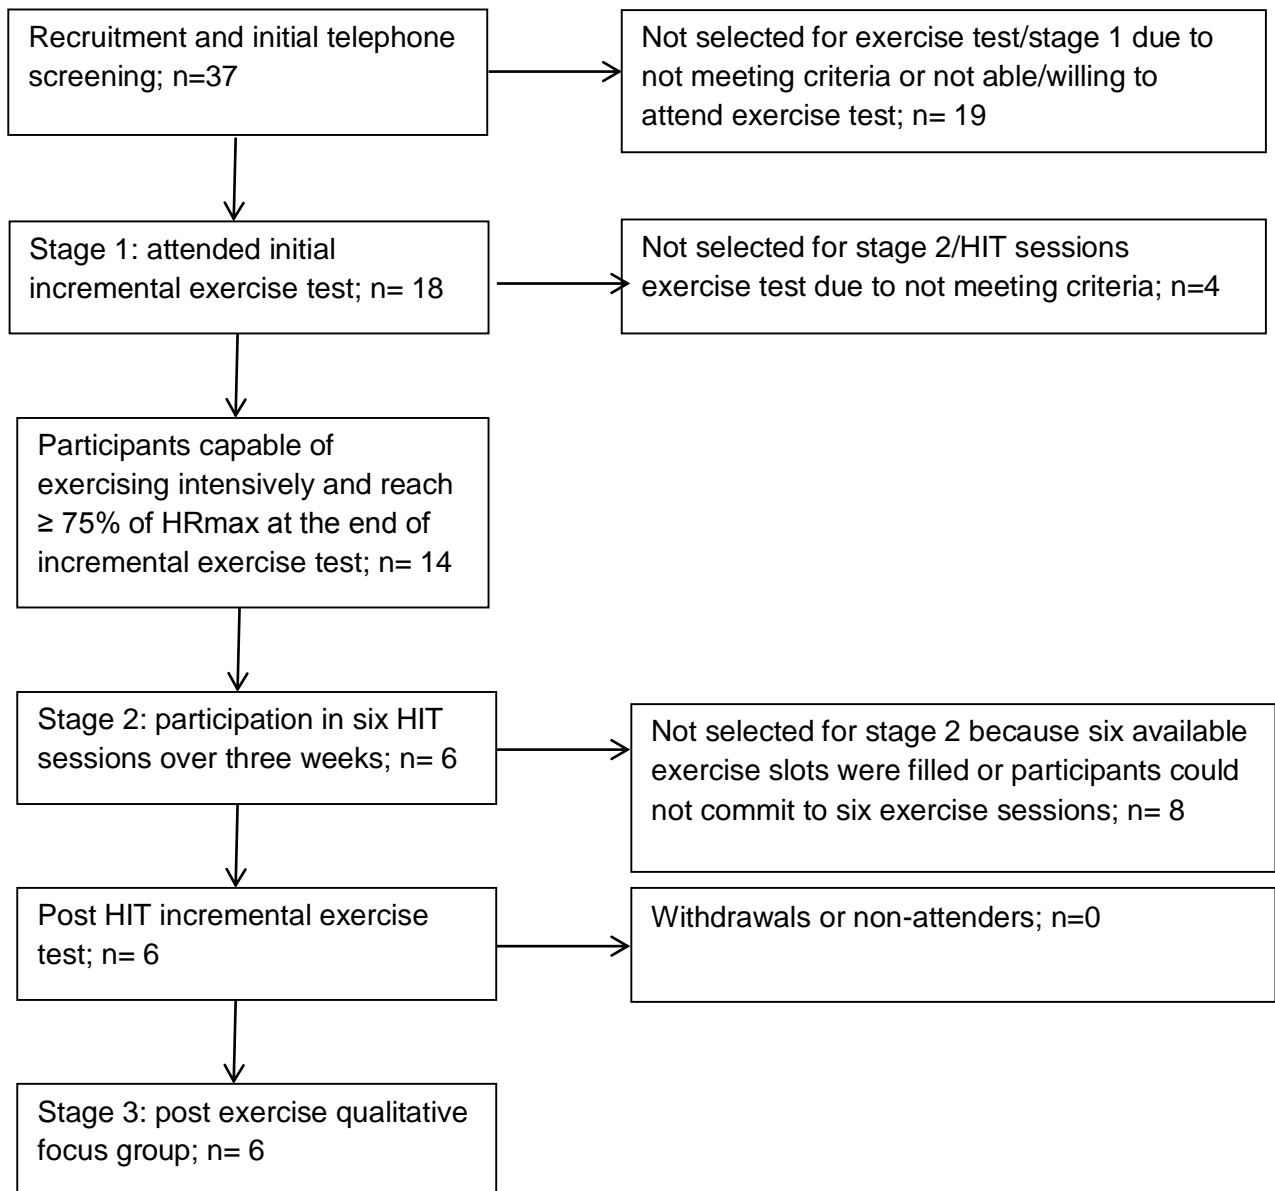 Recruitment and initial telephone
screening; n=37
Not selected for exercise test/stage 1 due to
not meeting criteria or not able/willing to
attend exercise test; n= 19
Stage 1: attended initial
incremental exercise test; n= 18
Not selected for stage 2/HIT sessions
exercise test due to not meeting criteria; n=4
Participants capable of
exercising intensively and reach
≥ 75% of HRmax at the end of
incremental exercise test; n= 14
Stage 2: participation in six HIT
sessions over three weeks; n= 6
Not selected for stage 2 because six available
exercise slots were filled or participants could
not commit to six exercise sessions; n= 8
Post HIT incremental exercise
test; n= 6
Withdrawals or non-attenders; n=0
Stage 3: post exercise qualitative
focus group; n= 6